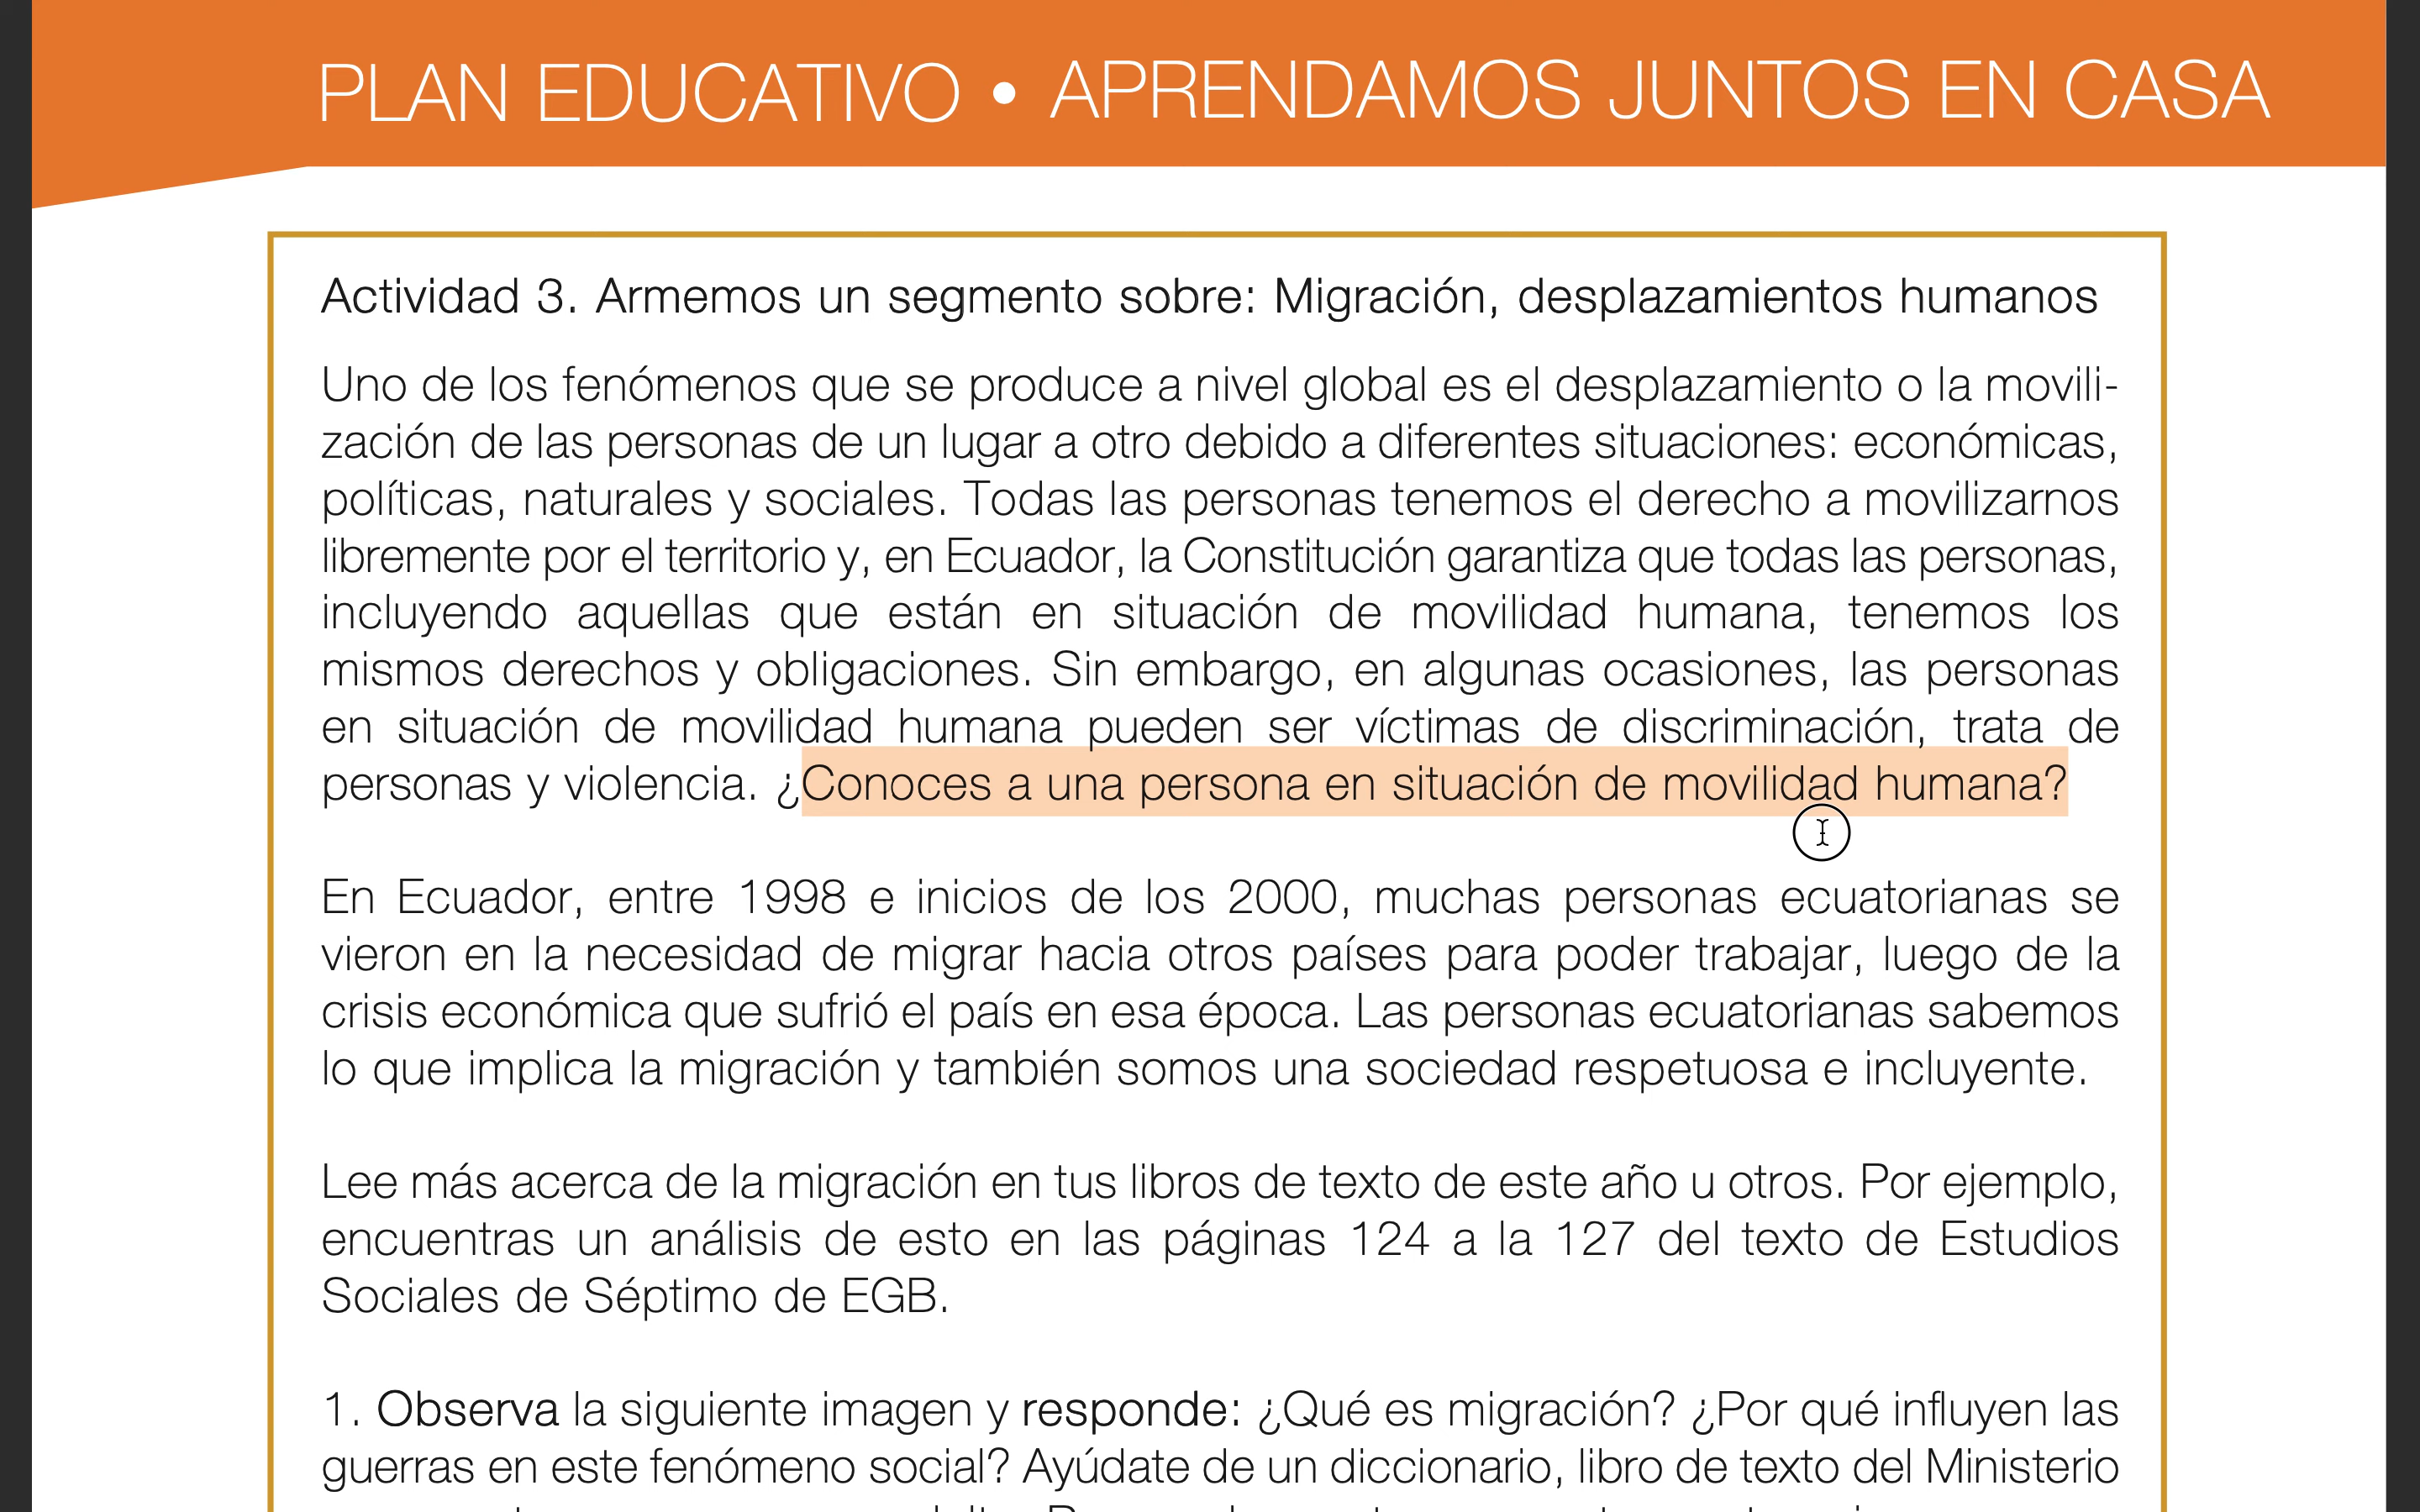 PLAN EDUCATIVO • APRENDAMOS JUNTOS EN CASA
Actividad 3. Armemos un segmento sobre: Migración, desplazamientos humanos
Uno de los fenómenos que se produce a nivel global es el desplazamiento o la movili-
zación de las personas de un lugar a otro debido a diferentes situaciones: económicas,
políticas, naturales y sociales. Todas las personas tenemos el derecho a movilizarnos
libremente por el territorio y, en Ecuador, la Constitución garantiza que todas las personas,
incluyendo aquellas que están en situación de movilidad humana, tenemos los
mismos derechos y obligaciones. Sin embargo, en algunas ocasiones, las personas
en situación de movilidad humana pueden ser víctimas de discriminación, trata de
personas y violencia. ¿Conoces a una persona en situación de movilidad humana?
En Ecuador, entre 1998 e inicios de los 2000, muchas personas ecuatorianas se
vieron en la necesidad de migrar hacia otros países para poder trabajar, luego de la
crisis económica que sufrió el país en esa época. Las personas ecuatorianas sabemos
lo que implica la migración y también somos una sociedad respetuosa e incluyente.
Lee más acerca de la migración en tus libros de texto de este año u otros. Por ejemplo,
encuentras un análisis de esto en las páginas 124 a la 127 del texto de Estudios
Sociales de Séptimo de EGB.
1. Observa la siguiente imagen y responde: ¿Qué es migración? ¿Por qué influyen las
guerras en este fenómeno social? Ayúdate de un diccionario, libro de texto del Ministerio